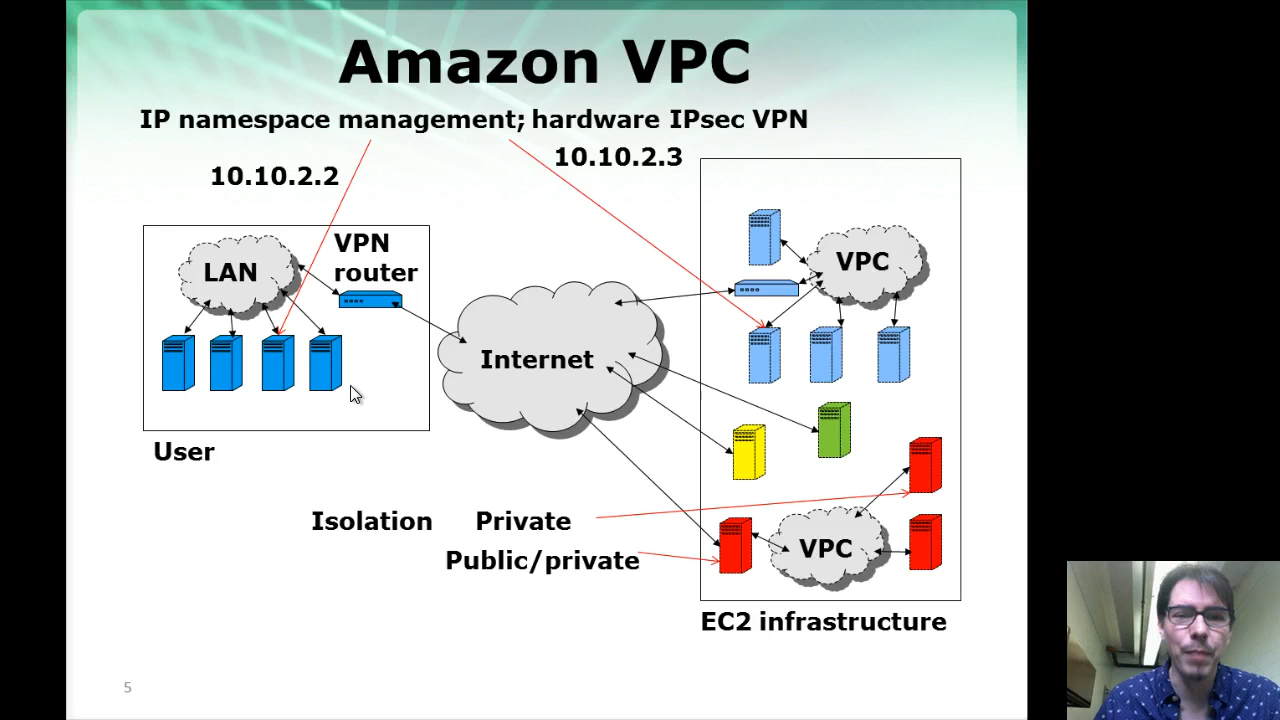 Amazon VPC
IP namespace management; hardware IPsec VPN
10.10.2.2
10.10.2.3
VPN
router
LAN
VPC
Internet
User
Isolation
Private
Public/private
VPC
EC2 infrastructure
5